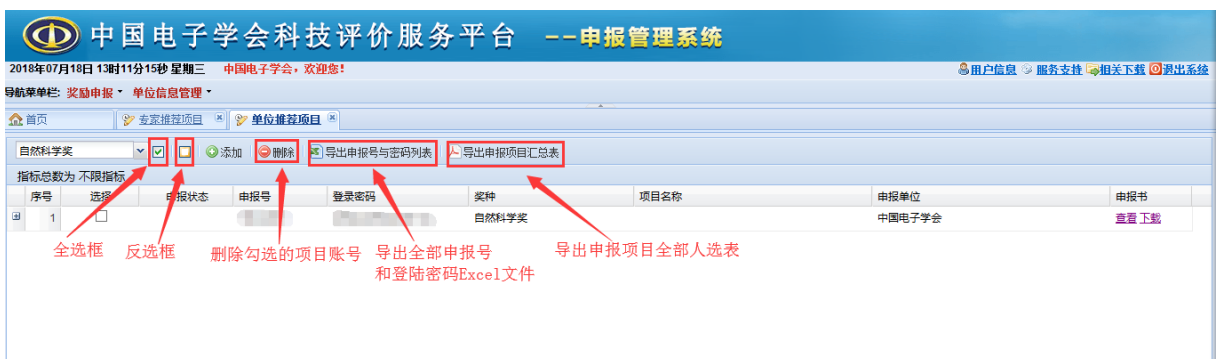 中国电子学会科技评价服务平台 --申报管理系统
2018年07月18日 13时11分15秒 星期三 中国电子学会，欢迎您！ 用户信息 服务支持 相关下载 退出系统
导航菜单栏: 奖励申报 单位信息管理
首页 专家推荐项目 单位推荐项目
自然科学奖 添加 删除 导出申报号与密码列表 导出申报项目汇总表
指标总数为 不限指标
序号 选择 申报状态 申报号 登录密码 奖种 项目名称 申报单位 申报书
1 自然科学奖 中国电子学会 查看 下载
全选框 反选框 删除勾选的项目账号 导出全部申报号 导出申报项目全部人选表
和登陆密码Excel文件